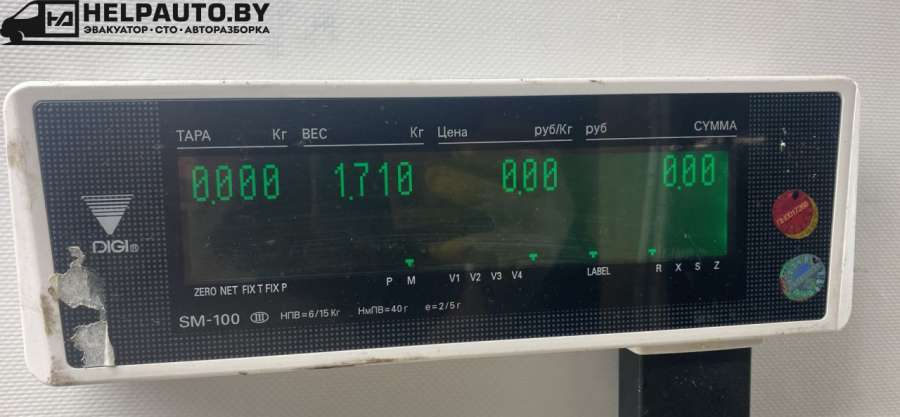 HELPAUTO.BY
ЭВАКУАТОР · СТО · АВТОРАЗБОРКА
ТАРА Кг ВЕС Кг Цена руб/Кг руб СУММА
0.000 1.710 0.00 0.00
DIGI®
P M V1 V2 V3 V4 LABEL R X S Z
ZERO NET FIX T FIX P
SM-100 III НПВ=6/15 Кг НмПВ=40 г e=2/5 г